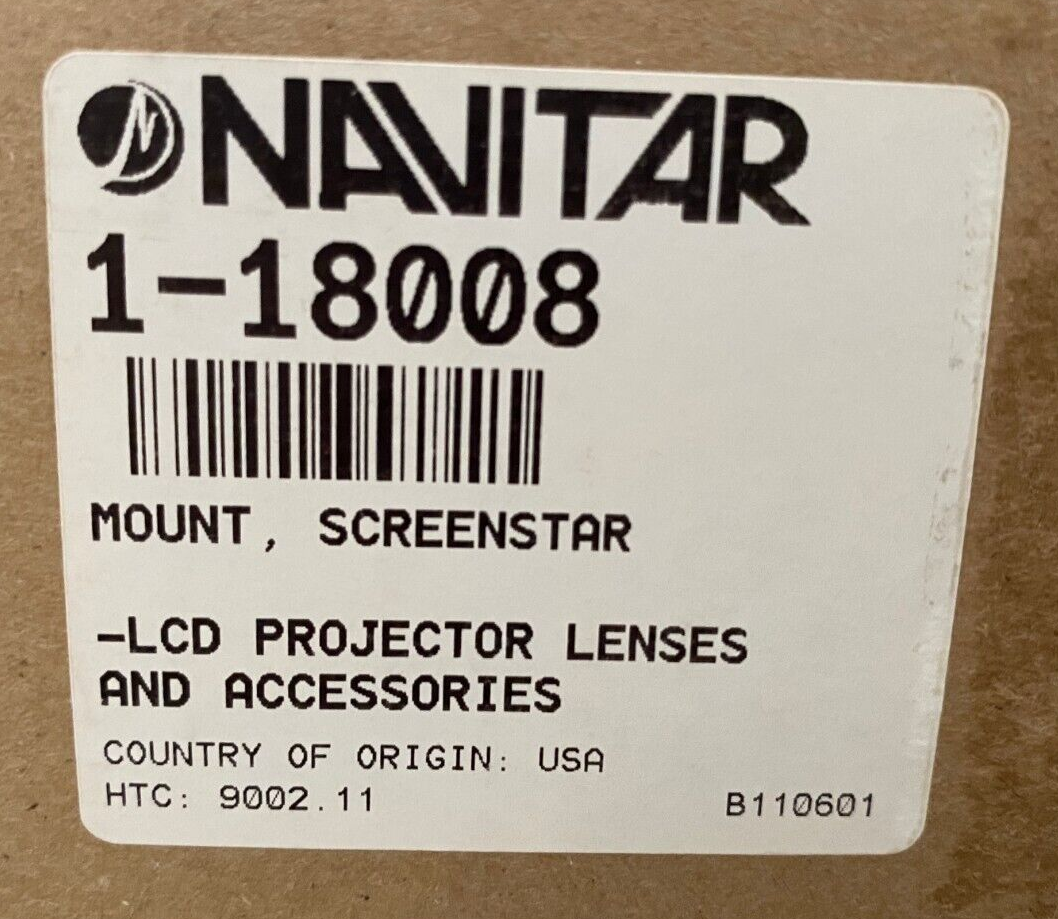 NAVITAR
1-18008
MOUNT, SCREENSTAR
-LCD PROJECTOR LENSES
AND ACCESSORIES
COUNTRY OF ORIGIN: USA
HTC: 9002.11
B110601